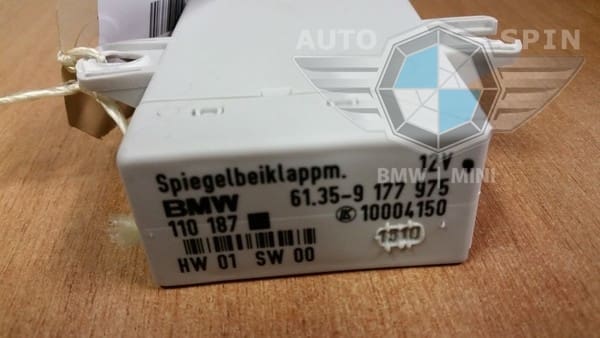 AUTO SPIN
BMW | MINI
Spiegelbeiklappm. 12V
BMW 61.35-9 177 975
110 187 10004150
1310
HW 01 SW 00